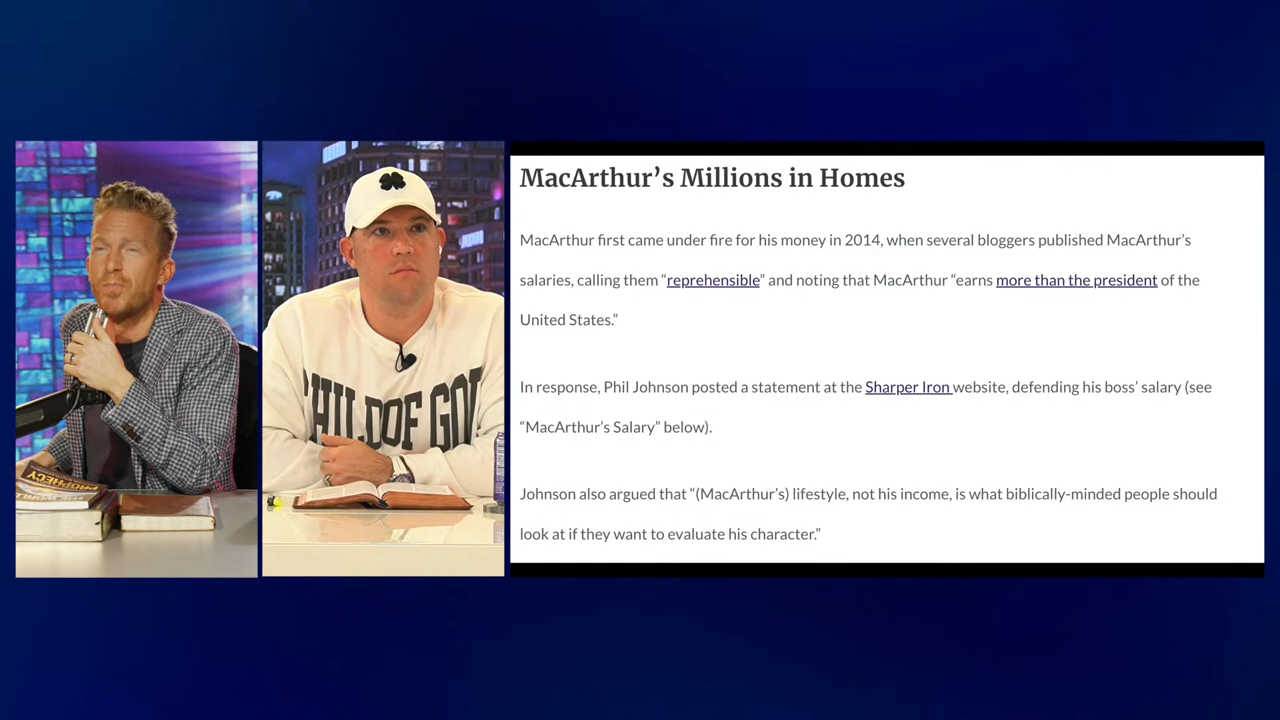 MacArthur’s Millions in Homes
MacArthur first came under fire for his money in 2014, when several bloggers published MacArthur’s
salaries, calling them “reprehensible” and noting that MacArthur “earns more than the president of the
United States.”
In response, Phil Johnson posted a statement at the Sharper Iron website, defending his boss’ salary (see
“MacArthur’s Salary” below).
Johnson also argued that “(MacArthur’s) lifestyle, not his income, is what biblically-minded people should
look at if they want to evaluate his character.”
HILD OF GO
PROPHECY